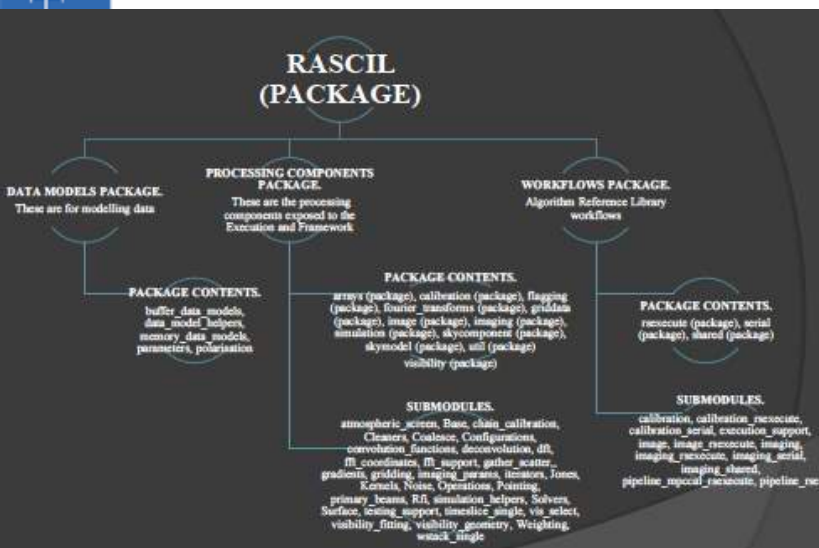 RASCIL
(PACKAGE)
DATA MODELS PACKAGE.
These are for modelling data
PROCESSING COMPONENTS
PACKAGE.
These are the processing
components exposed to the
Execution and Framework
WORKFLOWS PACKAGE.
Algorithm Reference Library
workflows
PACKAGE CONTENTS.
buffer_data_models,
data_model_helpers,
memory_data_models,
parameters, polarisation
PACKAGE CONTENTS.
arrays (package), calibration (package), flagging
(package), fourier_transforms (package), griddata
(package), image (package), imaging (package),
simulation (package), skycomponent (package),
skymodel (package), util (package)
visibility (package)
PACKAGE CONTENTS.
rsexecute (package), serial
(package), shared (package)
SUBMODULES.
atmospheric_screen, Base, chain_calibration,
Cleaners, Coalesce, Configurations,
convolution_functions, deconvolution, dft,
fft_coordinates, fft_support, gather_scatter,
gradients, gridding, imaging_params, iterators, Jones,
Kernels, Noise, Operations, Pointing,
primary_beams, Rfi, simulation_helpers, Solvers,
Surface, testing_support, timeslice_single, vis_select,
visibility_fitting, visibility_geometry, Weighting,
wstack_single
SUBMODULES.
calibration, calibration_rsexecute,
calibration_serial, execution_support,
image, image_rsexecute, imaging,
imaging_rsexecute, imaging_serial,
imaging_shared,
pipeline_mpccal_rsexecute, pipeline_rse